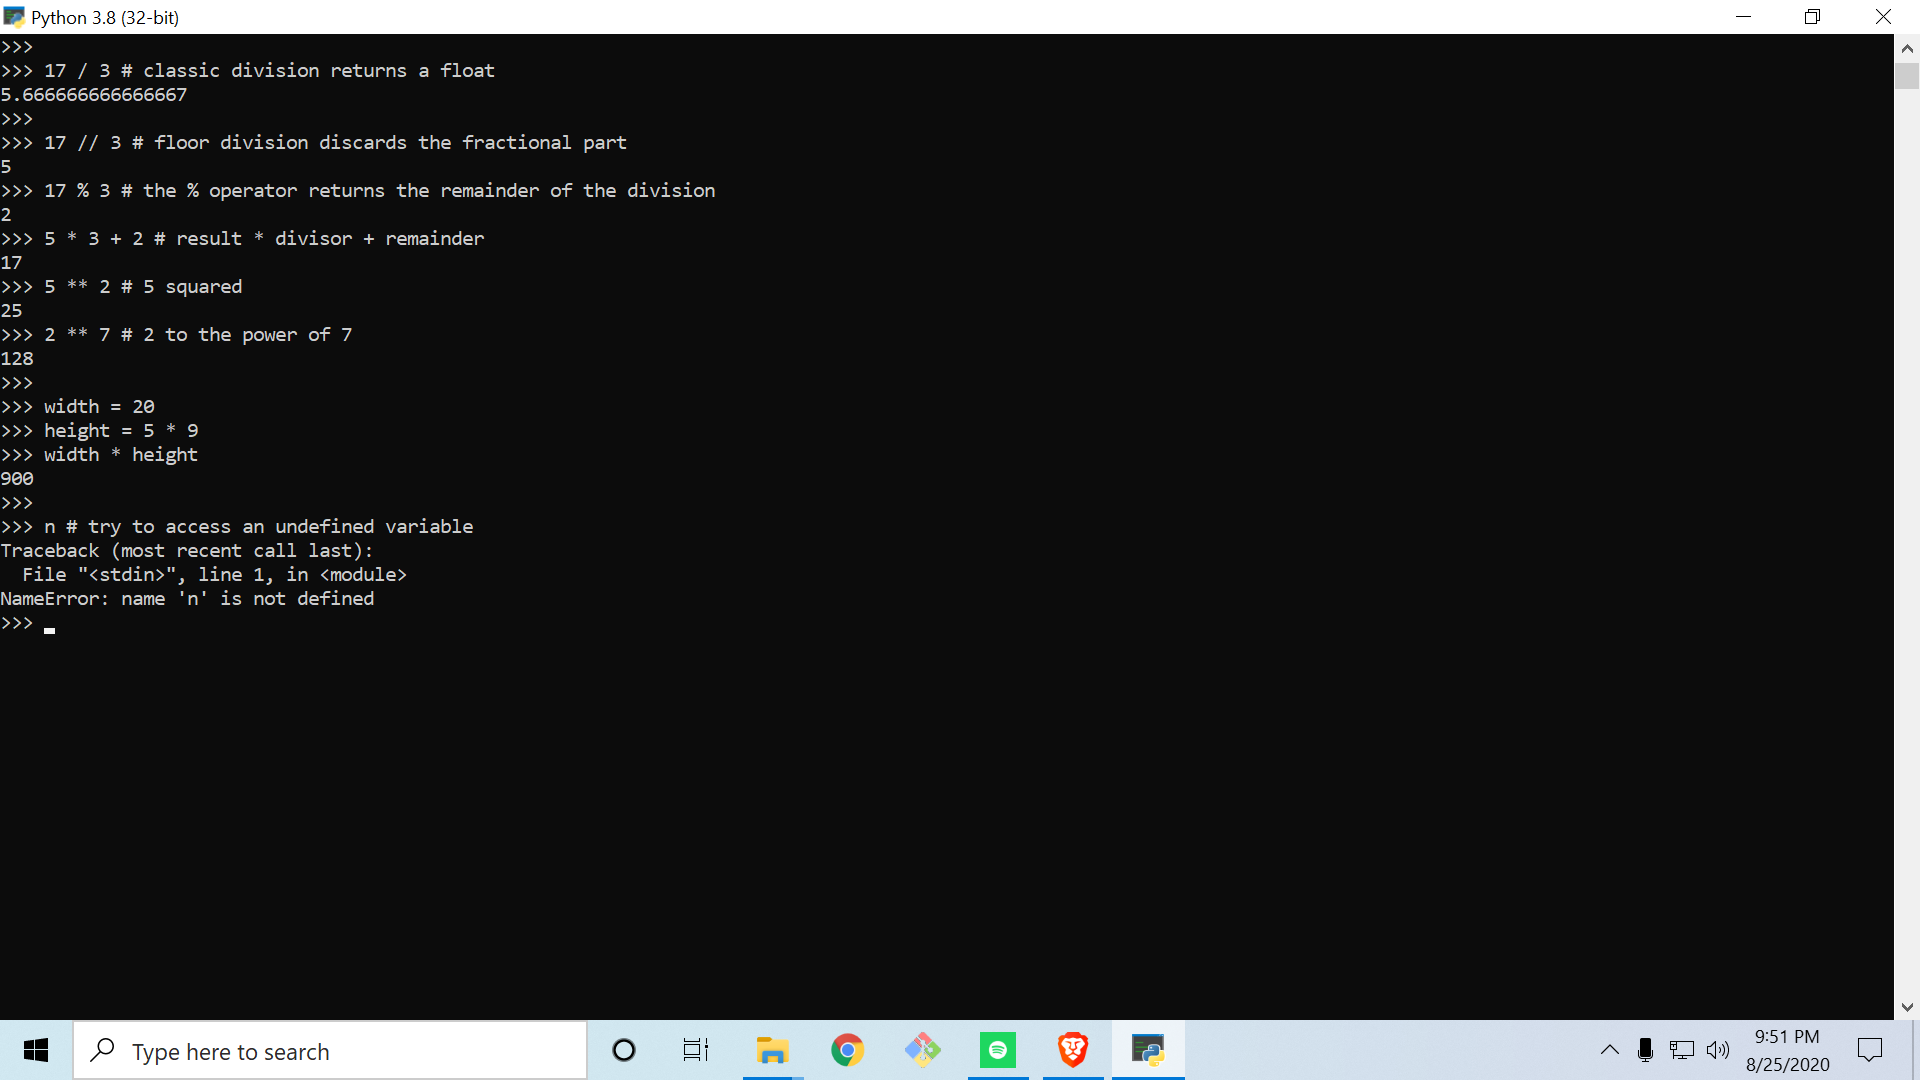 Python 3.8 (32-bit)
>>>
>>> 17 / 3 # classic division returns a float
5.666666666666667
>>>
>>> 17 // 3 # floor division discards the fractional part
5
>>> 17 % 3 # the % operator returns the remainder of the division
2
>>> 5 * 3 + 2 # result * divisor + remainder
17
>>> 5 ** 2 # 5 squared
25
>>> 2 ** 7 # 2 to the power of 7
128
>>>
>>> width = 20
>>> height = 5 * 9
>>> width * height
900
>>>
>>> n # try to access an undefined variable
Traceback (most recent call last):
  File "<stdin>", line 1, in <module>
NameError: name 'n' is not defined
>>>
Type here to search
9:51 PM
8/25/2020